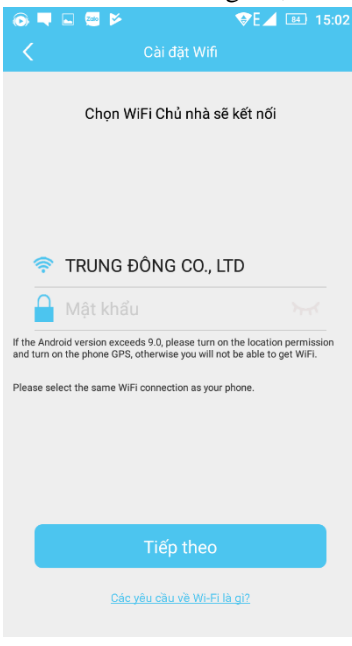 Zalo E 84 15:02
Cài đặt Wifi
Chọn WiFi Chủ nhà sẽ kết nối
TRUNG ĐÔNG CO., LTD
Mật khẩu
If the Android version exceeds 9.0, please turn on the location permission
and turn on the phone GPS, otherwise you will not be able to get WiFi.
Please select the same WiFi connection as your phone.
Tiếp theo
Các yêu cầu về Wi-Fi là gì?